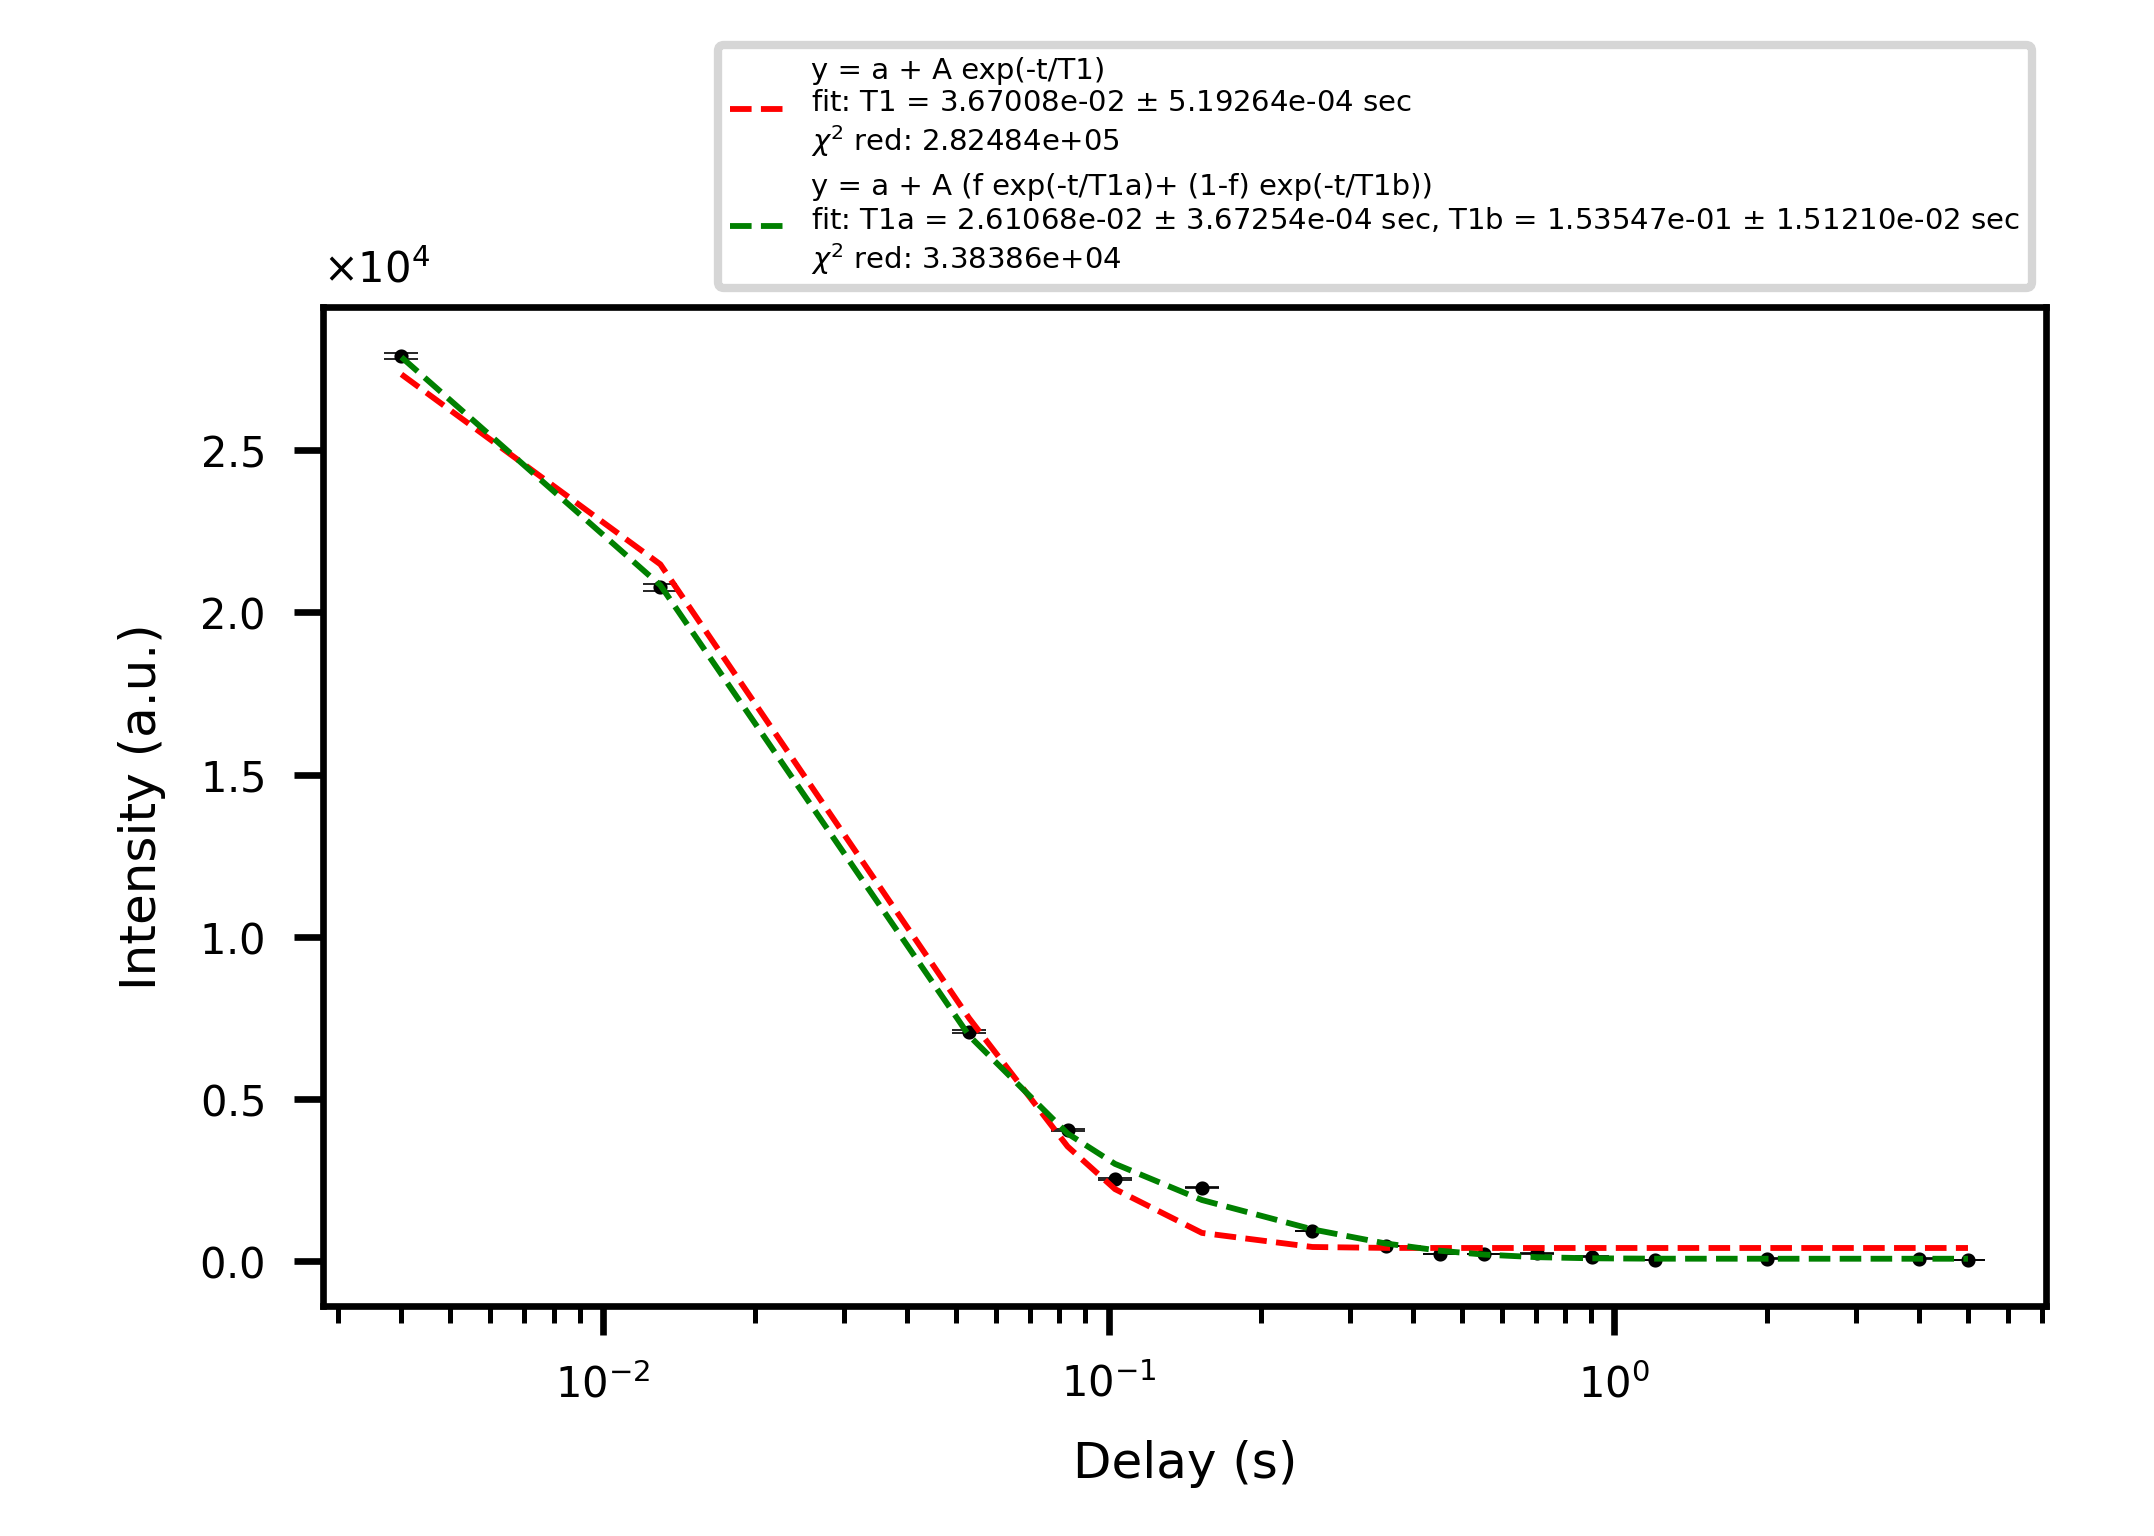 y = a + A exp(-t/T1)
fit: T1 = 3.67008e-02 ± 5.19264e-04 sec
χ² red: 2.82484e+05
y = a + A (f exp(-t/T1a)+ (1-f) exp(-t/T1b))
fit: T1a = 2.61068e-02 ± 3.67254e-04 sec, T1b = 1.53547e-01 ± 1.51210e-02 sec
χ² red: 3.38386e+04
×10⁴
2.5
2.0
1.5
1.0
0.5
0.0
Intensity (a.u.)
10⁻² 10⁻¹ 10⁰
Delay (s)